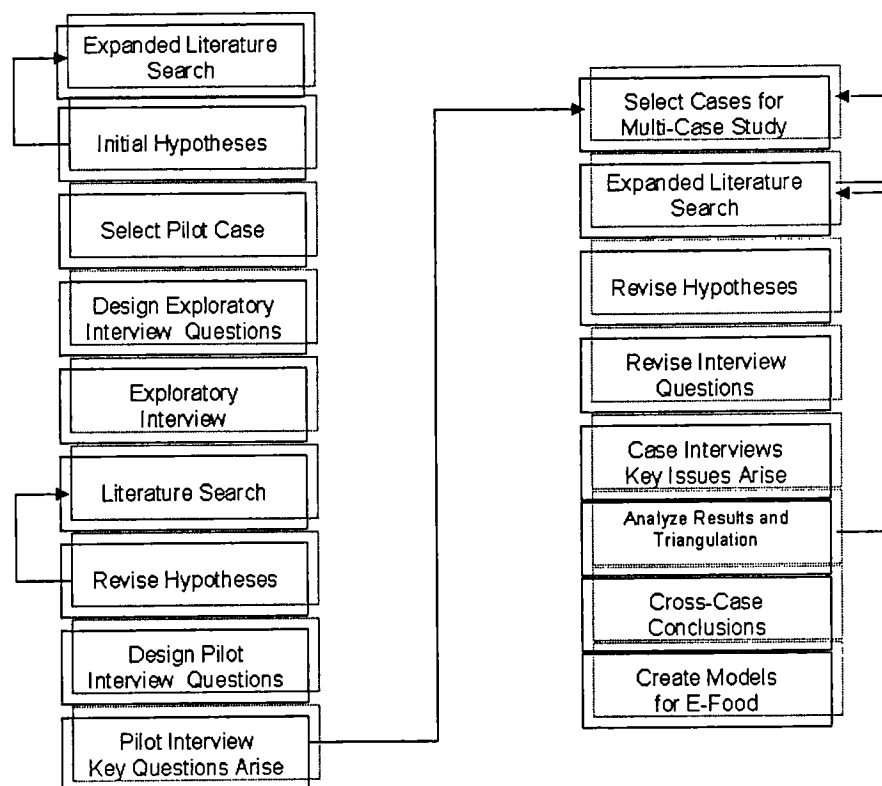 Expanded Literature
Search
Initial Hypotheses
Select Pilot Case
Design Exploratory
Interview Questions
Exploratory
Interview
Literature Search
Revise Hypotheses
Design Pilot
Interview Questions
Pilot Interview
Key Questions Arise
Select Cases for
Multi-Case Study
Expanded Literature
Search
Revise Hypotheses
Revise Interview
Questions
Case Interviews
Key Issues Arise
Analyze Results and
Triangulation
Cross-Case
Conclusions
Create Models
for E-Food